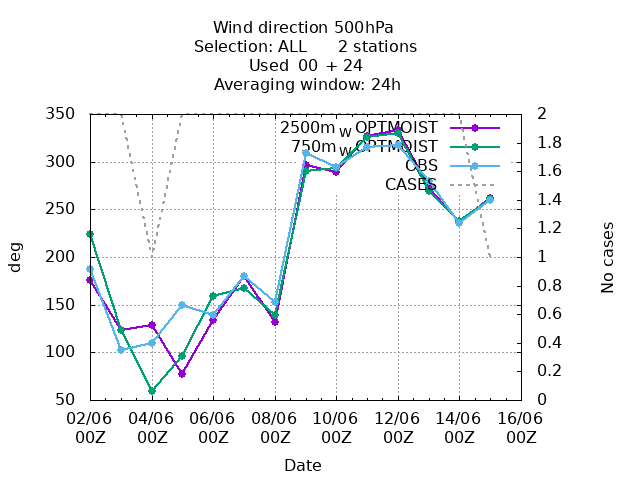 Wind direction 500hPa
Selection: ALL 2 stations
Used 00 + 24
Averaging window: 24h
350
300
250
200
150
100
50
deg
2500m W OPTMOIST
750m W OPTMOIST
OBS
CASES
2
1.8
1.6
1.4
1.2
1
0.8
0.6
0.4
0.2
0
No cases
02/06 04/06 06/06 08/06 10/06 12/06 14/06 16/06
00Z 00Z 00Z 00Z 00Z 00Z 00Z 00Z
Date